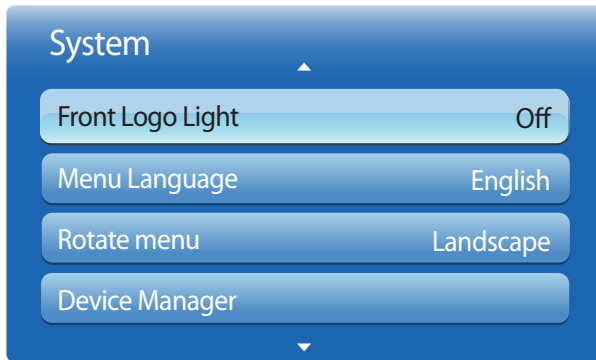 System
Front Logo Light Off
Menu Language English
Rotate menu Landscape
Device Manager